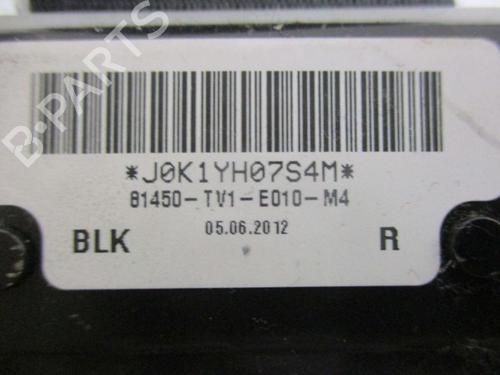 B-PARTS
*J0K1YH07S4M*
81450-TV1-E010-M4
BLK 05.06.2012 R